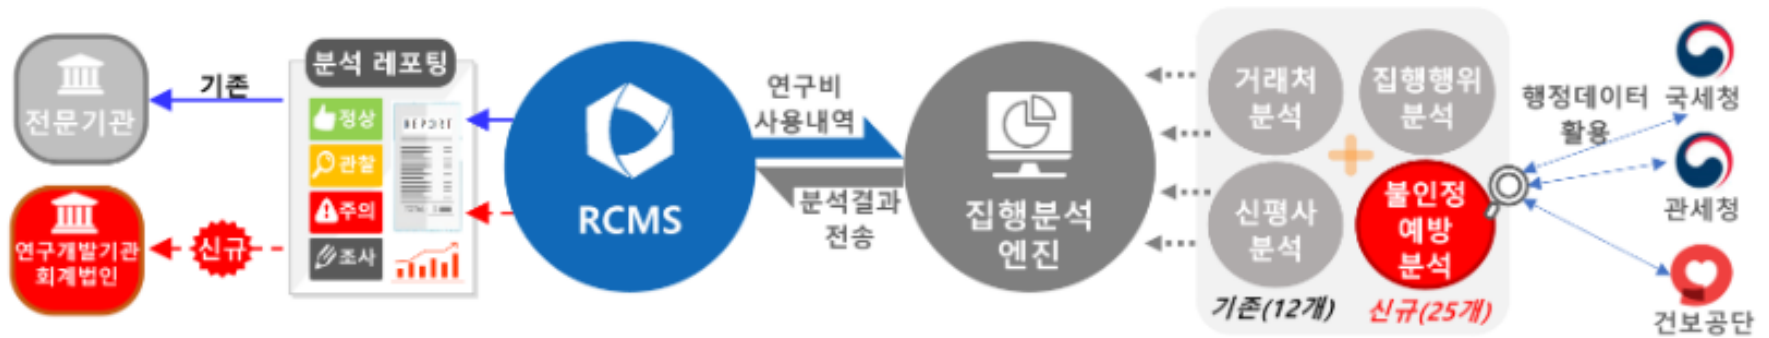 전문기관
연구개발기관
회계법인
기존
신규
분석 레포팅
정상
관찰
주의
조사
REPORT
RCMS
연구비
사용내역
분석결과
전송
집행분석
엔진
거래처
분석
집행행위
분석
신평사
분석
불인정
예방
분석
기존(12개)
신규(25개)
행정데이터
활용
국세청
관세청
건보공단